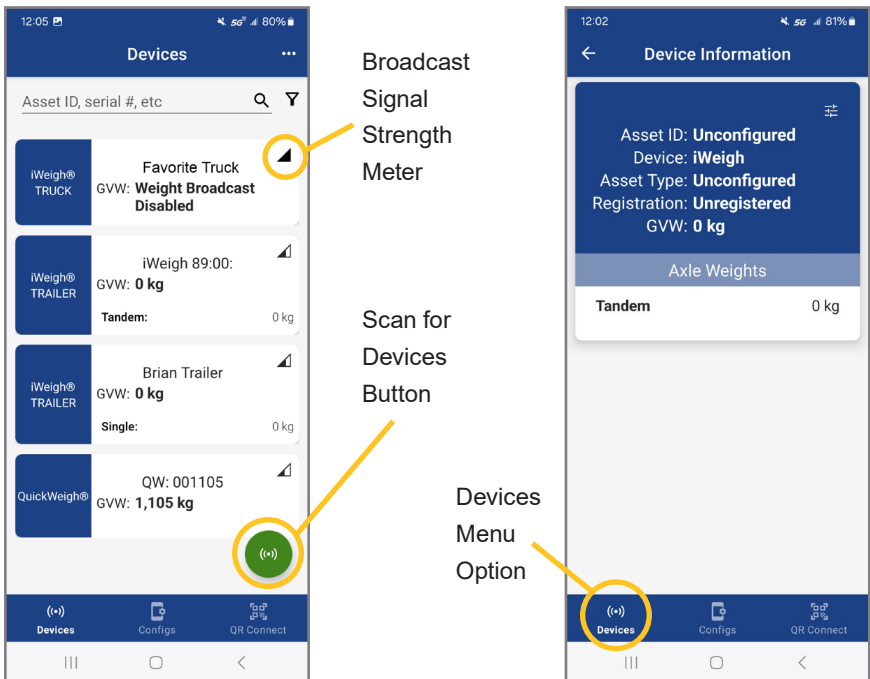 12:05
5G 80%
Devices
Asset ID, serial #, etc
iWeigh®
TRUCK
Favorite Truck
GVW: Weight Broadcast
Disabled
iWeigh®
TRAILER
iWeigh 89:00:
GVW: 0 kg
Tandem: 0 kg
iWeigh®
TRAILER
Brian Trailer
GVW: 0 kg
Single: 0 kg
QuickWeigh®
QW: 001105
GVW: 1,105 kg
Devices Configs QR Connect
Broadcast
Signal
Strength
Meter
Scan for
Devices
Button
Devices
Menu
Option
12:02
5G 81%
Device Information
Asset ID: Unconfigured
Device: iWeigh
Asset Type: Unconfigured
Registration: Unregistered
GVW: 0 kg
Axle Weights
Tandem 0 kg
Devices Configs QR Connect